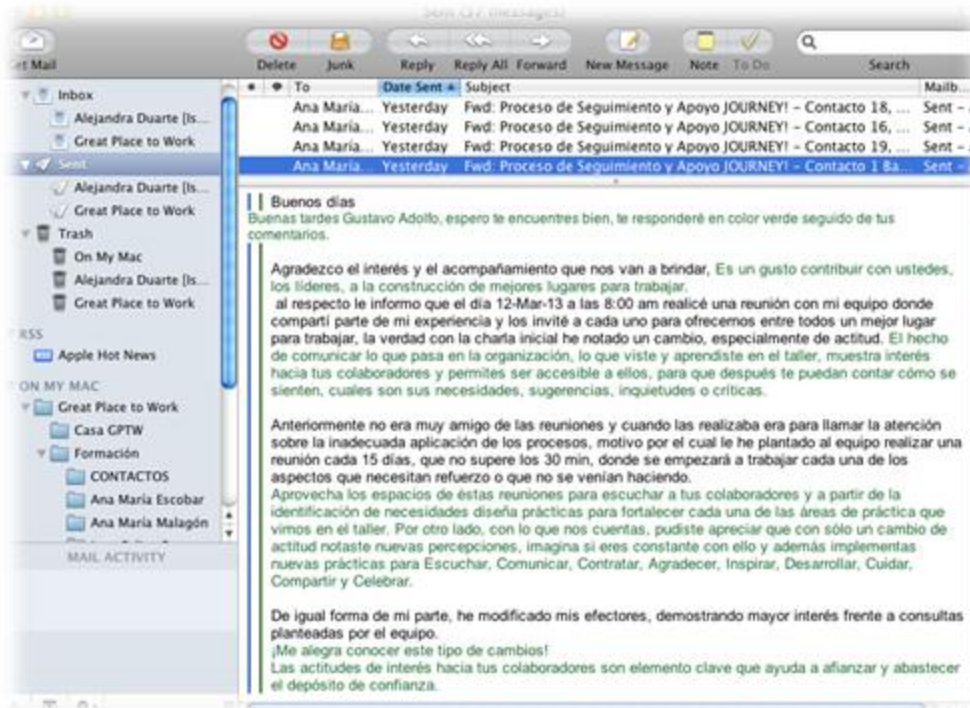 Sent (57 messages)
Get Mail
Delete Junk Reply Reply All Forward New Message Note To Do Search
To Date Sent Subject Mailb...
Ana María... Yesterday Fwd: Proceso de Seguimiento y Apoyo JOURNEY! – Contacto 18, ... Sent –
Ana María... Yesterday Fwd: Proceso de Seguimiento y Apoyo JOURNEY! – Contacto 16, ... Sent –
Ana María... Yesterday Fwd: Proceso de Seguimiento y Apoyo JOURNEY! – Contacto 19, ... Sent –
Ana María... Yesterday Fwd: Proceso de Seguimiento y Apoyo JOURNEY! – Contacto 1 Ba... Sent –
Inbox
Alejandra Duarte [Is...
Great Place to Work
Sent
Alejandra Duarte [Is...
Great Place to Work
Trash
On My Mac
Alejandra Duarte [Is...
Great Place to Work
RSS
Apple Hot News
ON MY MAC
Great Place to Work
Casa GPTW
Formación
CONTACTOS
Ana María Escobar
Ana María Malagón
MAIL ACTIVITY
Buenos días
Buenas tardes Gustavo Adolfo, espero te encuentres bien, te responderé en color verde seguido de tus
comentarios.
Agradezco el interés y el acompañamiento que nos van a brindar, Es un gusto contribuir con ustedes,
los líderes, a la construcción de mejores lugares para trabajar.
al respecto le informo que el día 12-Mar-13 a las 8:00 am realicé una reunión con mi equipo donde
compartí parte de mi experiencia y los invité a cada uno para ofrecernos entre todos un mejor lugar
para trabajar, la verdad con la charla inicial he notado un cambio, especialmente de actitud. El hecho
de comunicar lo que pasa en la organización, lo que viste y aprendiste en el taller, muestra interés
hacia tus colaboradores y permites ser accesible a ellos, para que después te puedan contar cómo se
sienten, cuales son sus necesidades, sugerencias, inquietudes o críticas.
Anteriormente no era muy amigo de las reuniones y cuando las realizaba era para llamar la atención
sobre la inadecuada aplicación de los procesos, motivo por el cual le he plantado al equipo realizar una
reunión cada 15 días, que no supere los 30 min, donde se empezará a trabajar cada una de los
aspectos que necesitan refuerzo o que no se venían haciendo.
Aprovecha los espacios de éstas reuniones para escuchar a tus colaboradores y a partir de la
identificación de necesidades diseña prácticas para fortalecer cada una de las áreas de práctica que
vimos en el taller. Por otro lado, con lo que nos cuentas, pudiste apreciar que con sólo un cambio de
actitud notaste nuevas percepciones, imagina si eres constante con ello y además implementas
nuevas prácticas para Escuchar, Comunicar, Contratar, Agradecer, Inspirar, Desarrollar, Cuidar,
Compartir y Celebrar.
De igual forma de mi parte, he modificado mis efectores, demostrando mayor interés frente a consultas
planteadas por el equipo.
¡Me alegra conocer este tipo de cambios!
Las actitudes de interés hacia tus colaboradores son elemento clave que ayuda a afianzar y abastecer
el depósito de confianza.